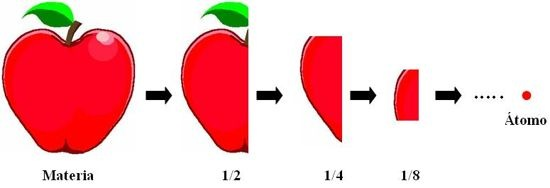 .....
Átomo
Materia
1/2
1/4
1/8